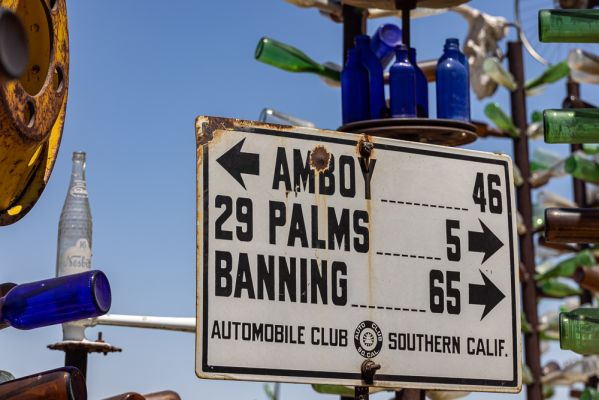 AMBOY 46
29 PALMS 5
BANNING 65
AUTOMOBILE CLUB SOUTHERN CALIF.